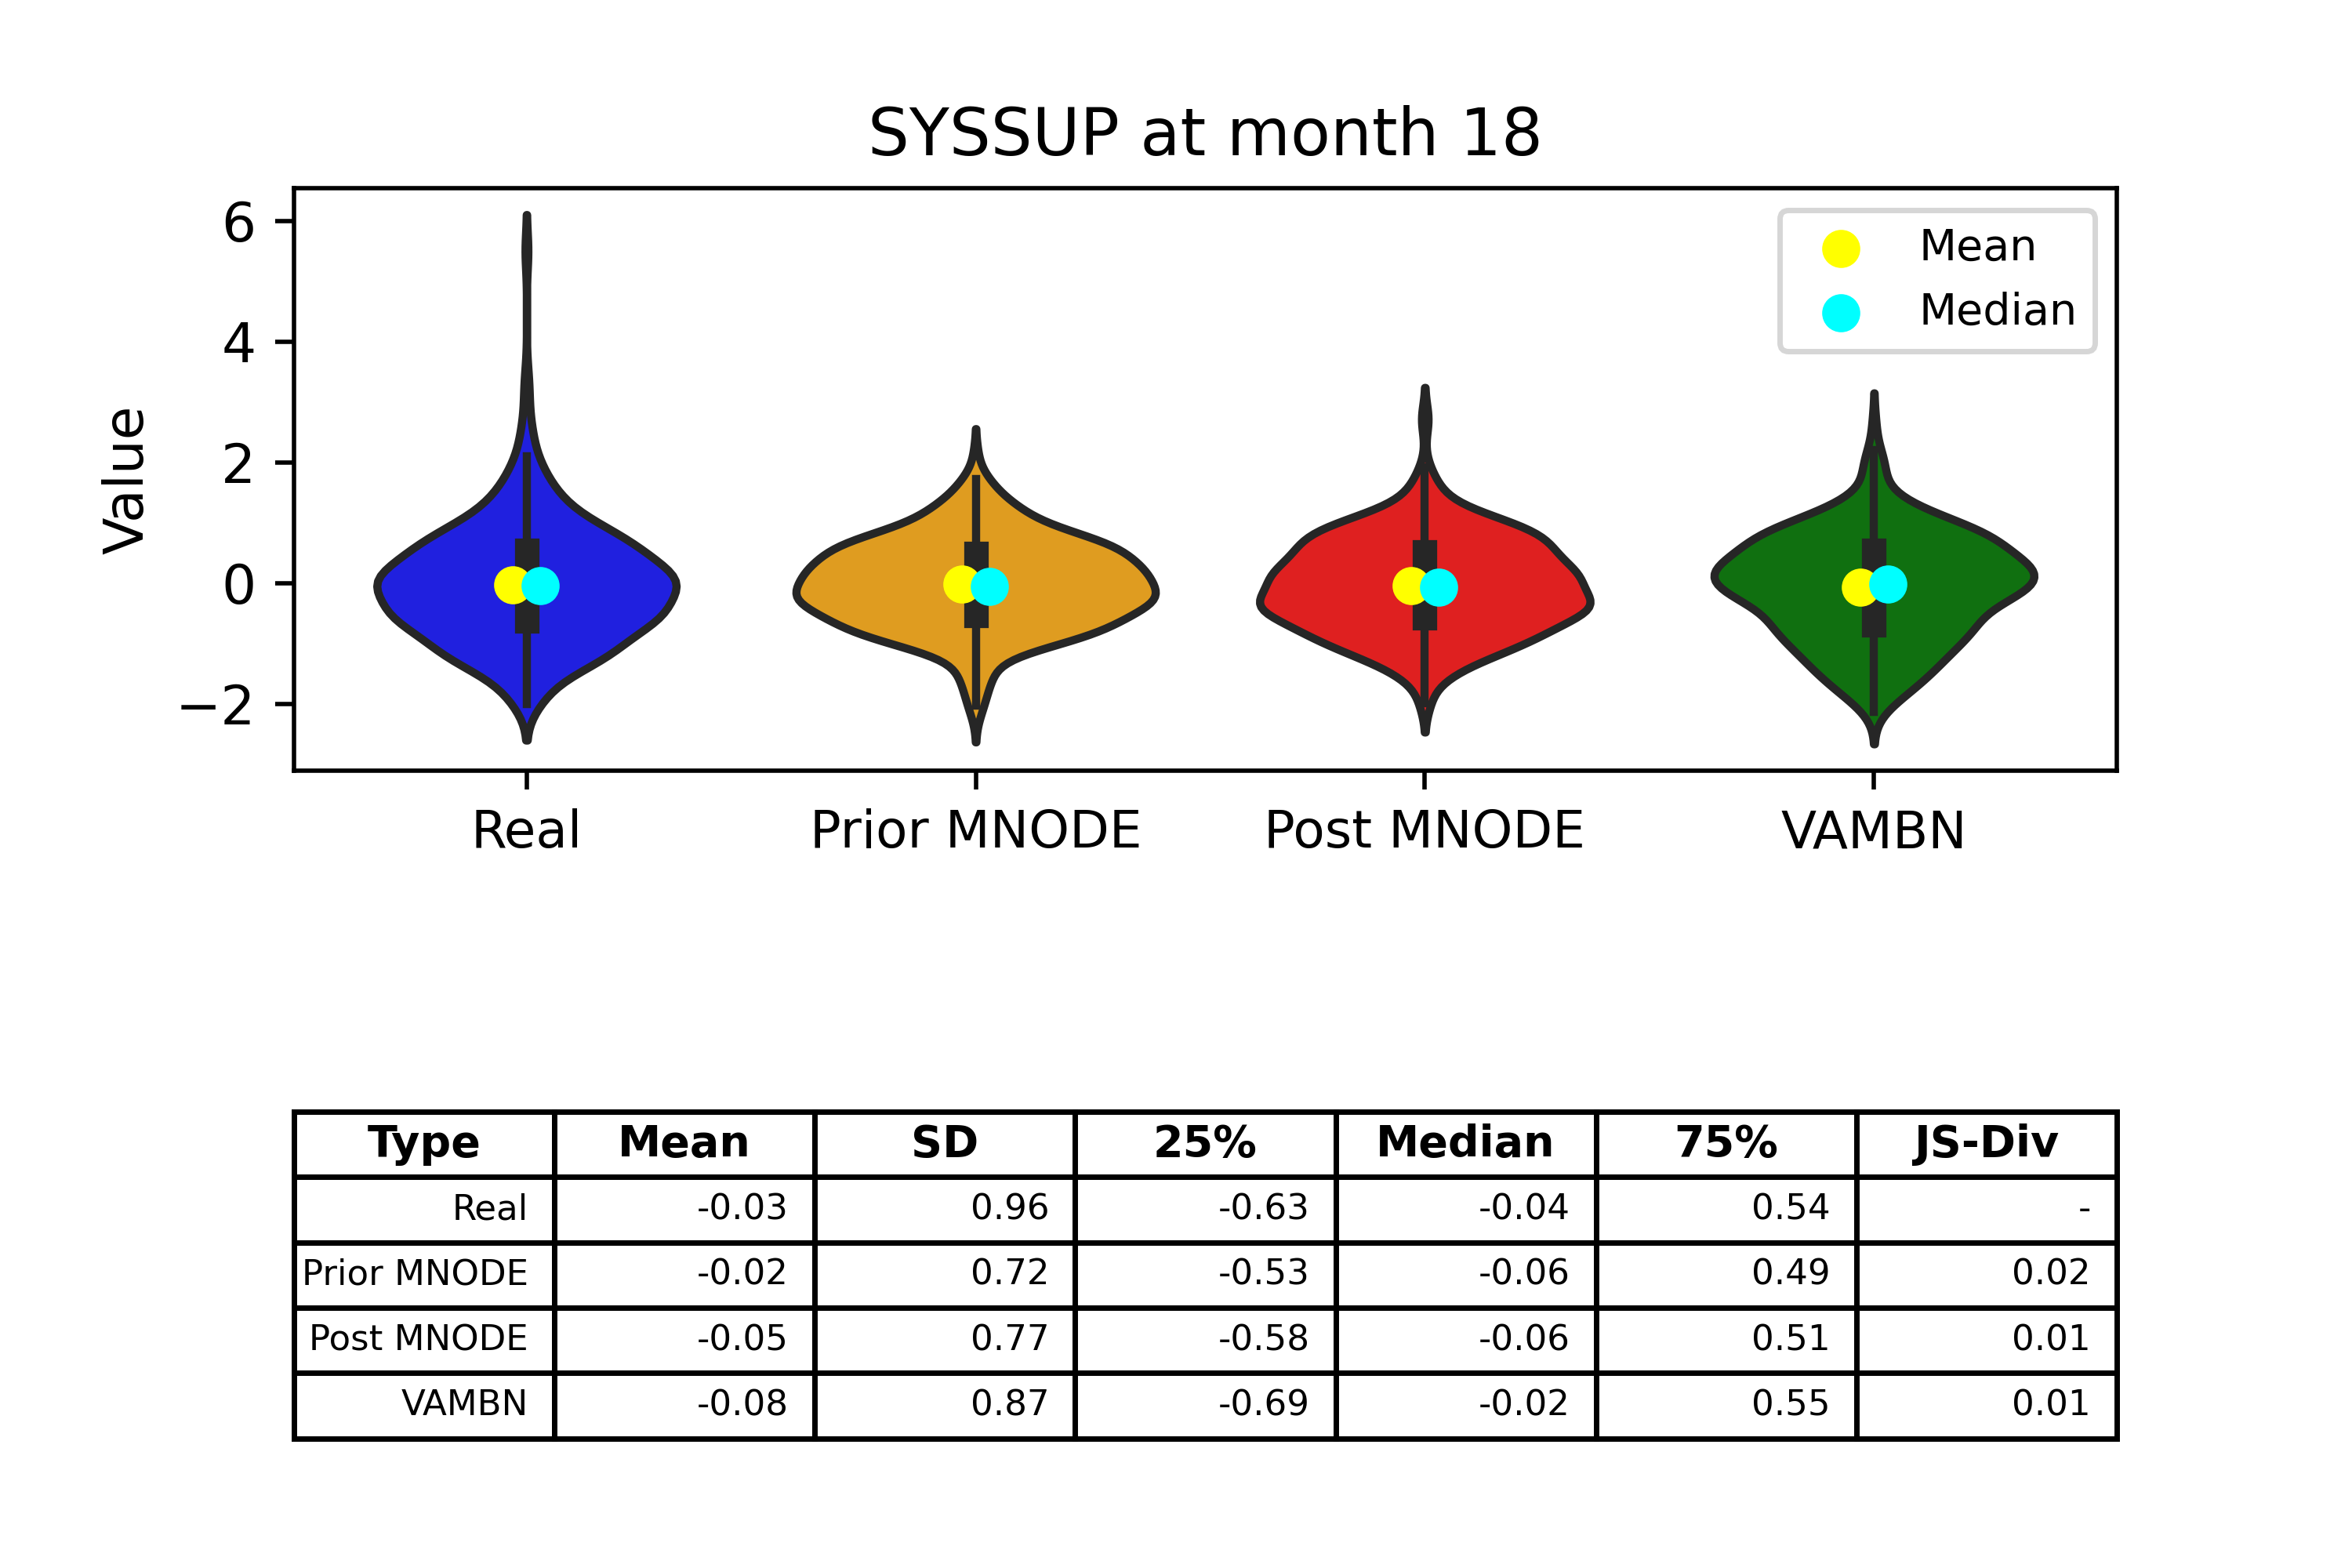 SYSSUP at month 18
Value
6
4
2
0
−2
Mean
Median
Real Prior MNODE Post MNODE VAMBN
Type Mean SD 25% Median 75% JS-Div
Real -0.03 0.96 -0.63 -0.04 0.54 -
Prior MNODE -0.02 0.72 -0.53 -0.06 0.49 0.02
Post MNODE -0.05 0.77 -0.58 -0.06 0.51 0.01
VAMBN -0.08 0.87 -0.69 -0.02 0.55 0.01